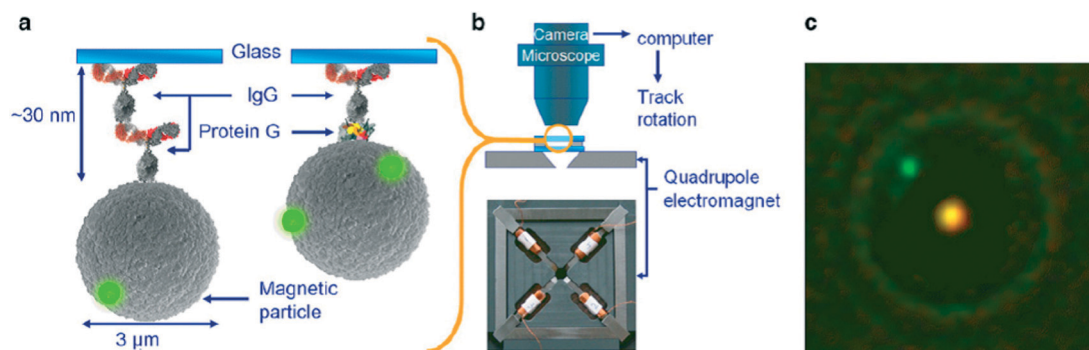 a
Glass
IgG
~30 nm
Protein G
Magnetic
particle
3 μm
b
Camera
Microscope
computer
Track
rotation
Quadrupole
electromagnet
c